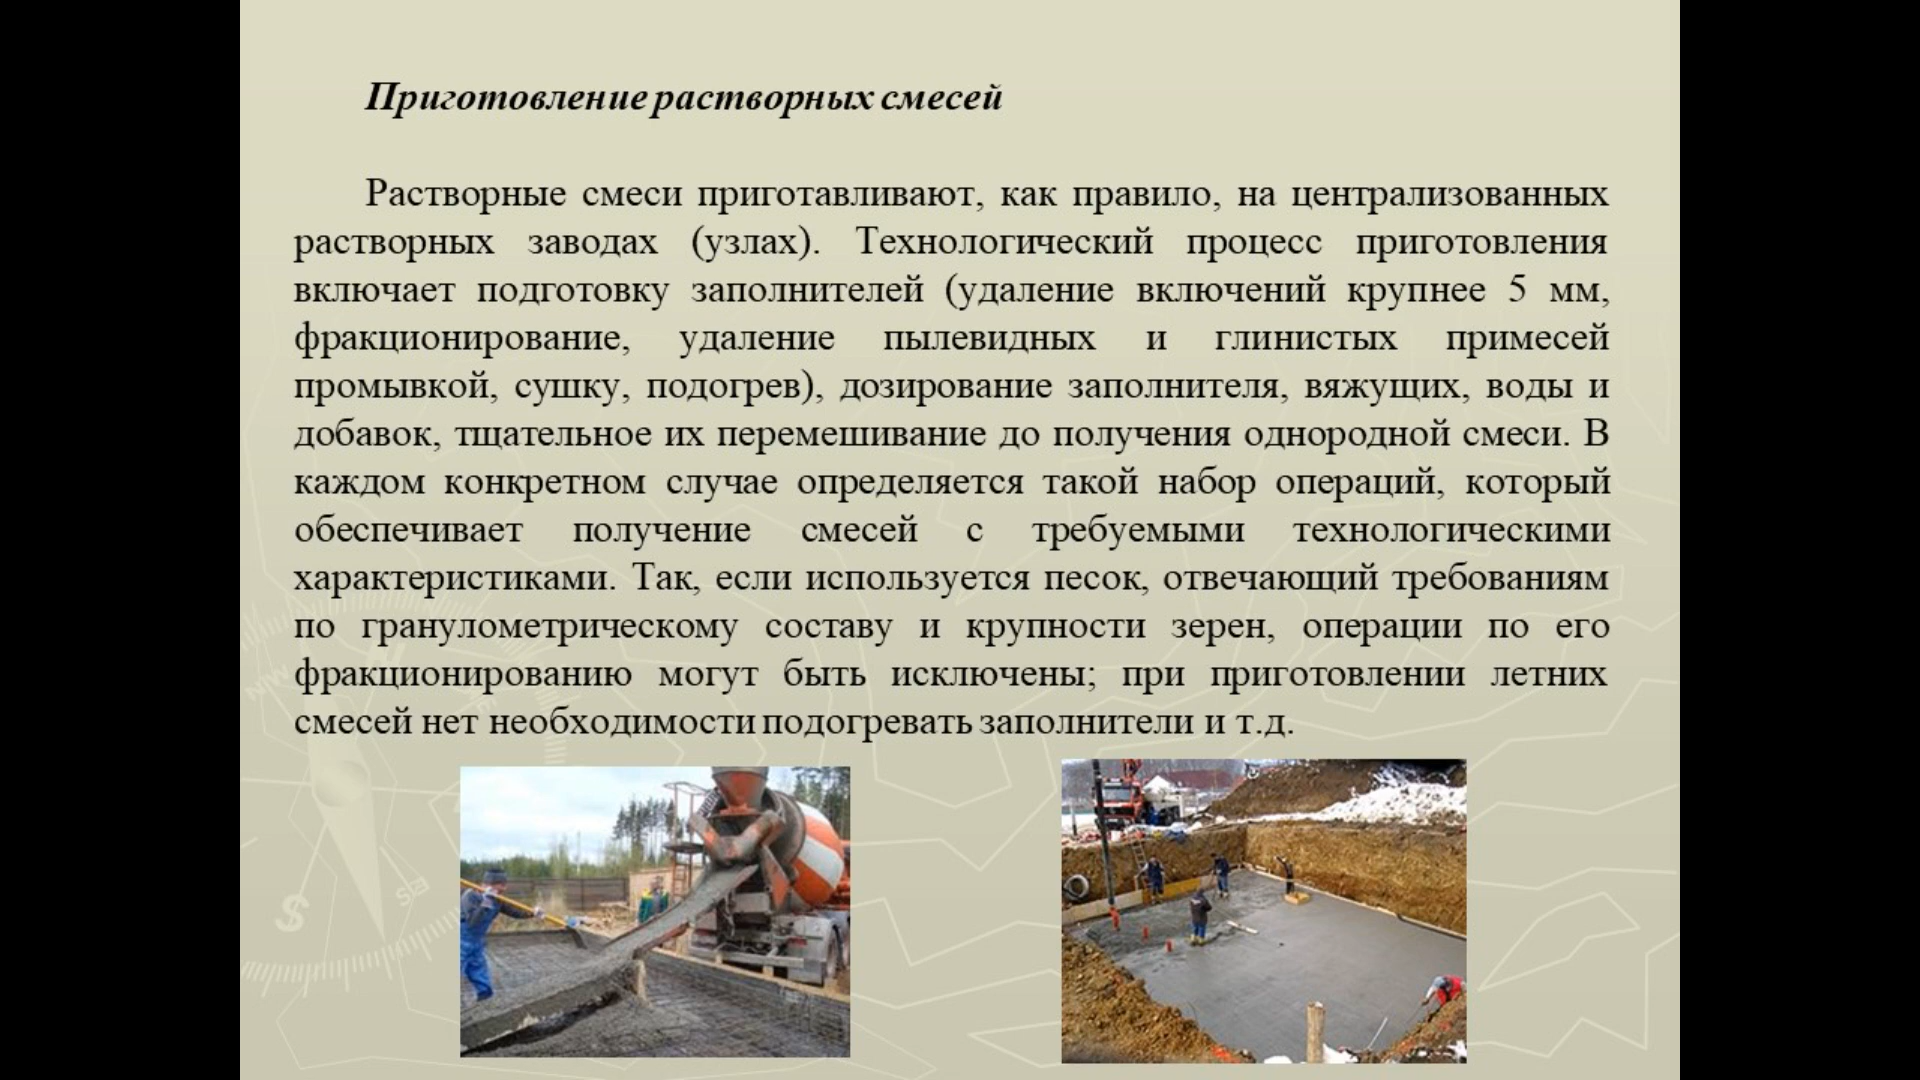 Приготовление растворных смесей
Растворные смеси приготавливают, как правило, на централизованных
растворных заводах (узлах). Технологический процесс приготовления
включает подготовку заполнителей (удаление включений крупнее 5 мм,
фракционирование, удаление пылевидных и глинистых примесей
промывкой, сушку, подогрев), дозирование заполнителя, вяжущих, воды и
добавок, тщательное их перемешивание до получения однородной смеси. В
каждом конкретном случае определяется такой набор операций, который
обеспечивает получение смесей с требуемыми технологическими
характеристиками. Так, если используется песок, отвечающий требованиям
по гранулометрическому составу и крупности зерен, операции по его
фракционированию могут быть исключены; при приготовлении летних
смесей нет необходимости подогревать заполнители и т.д.
S